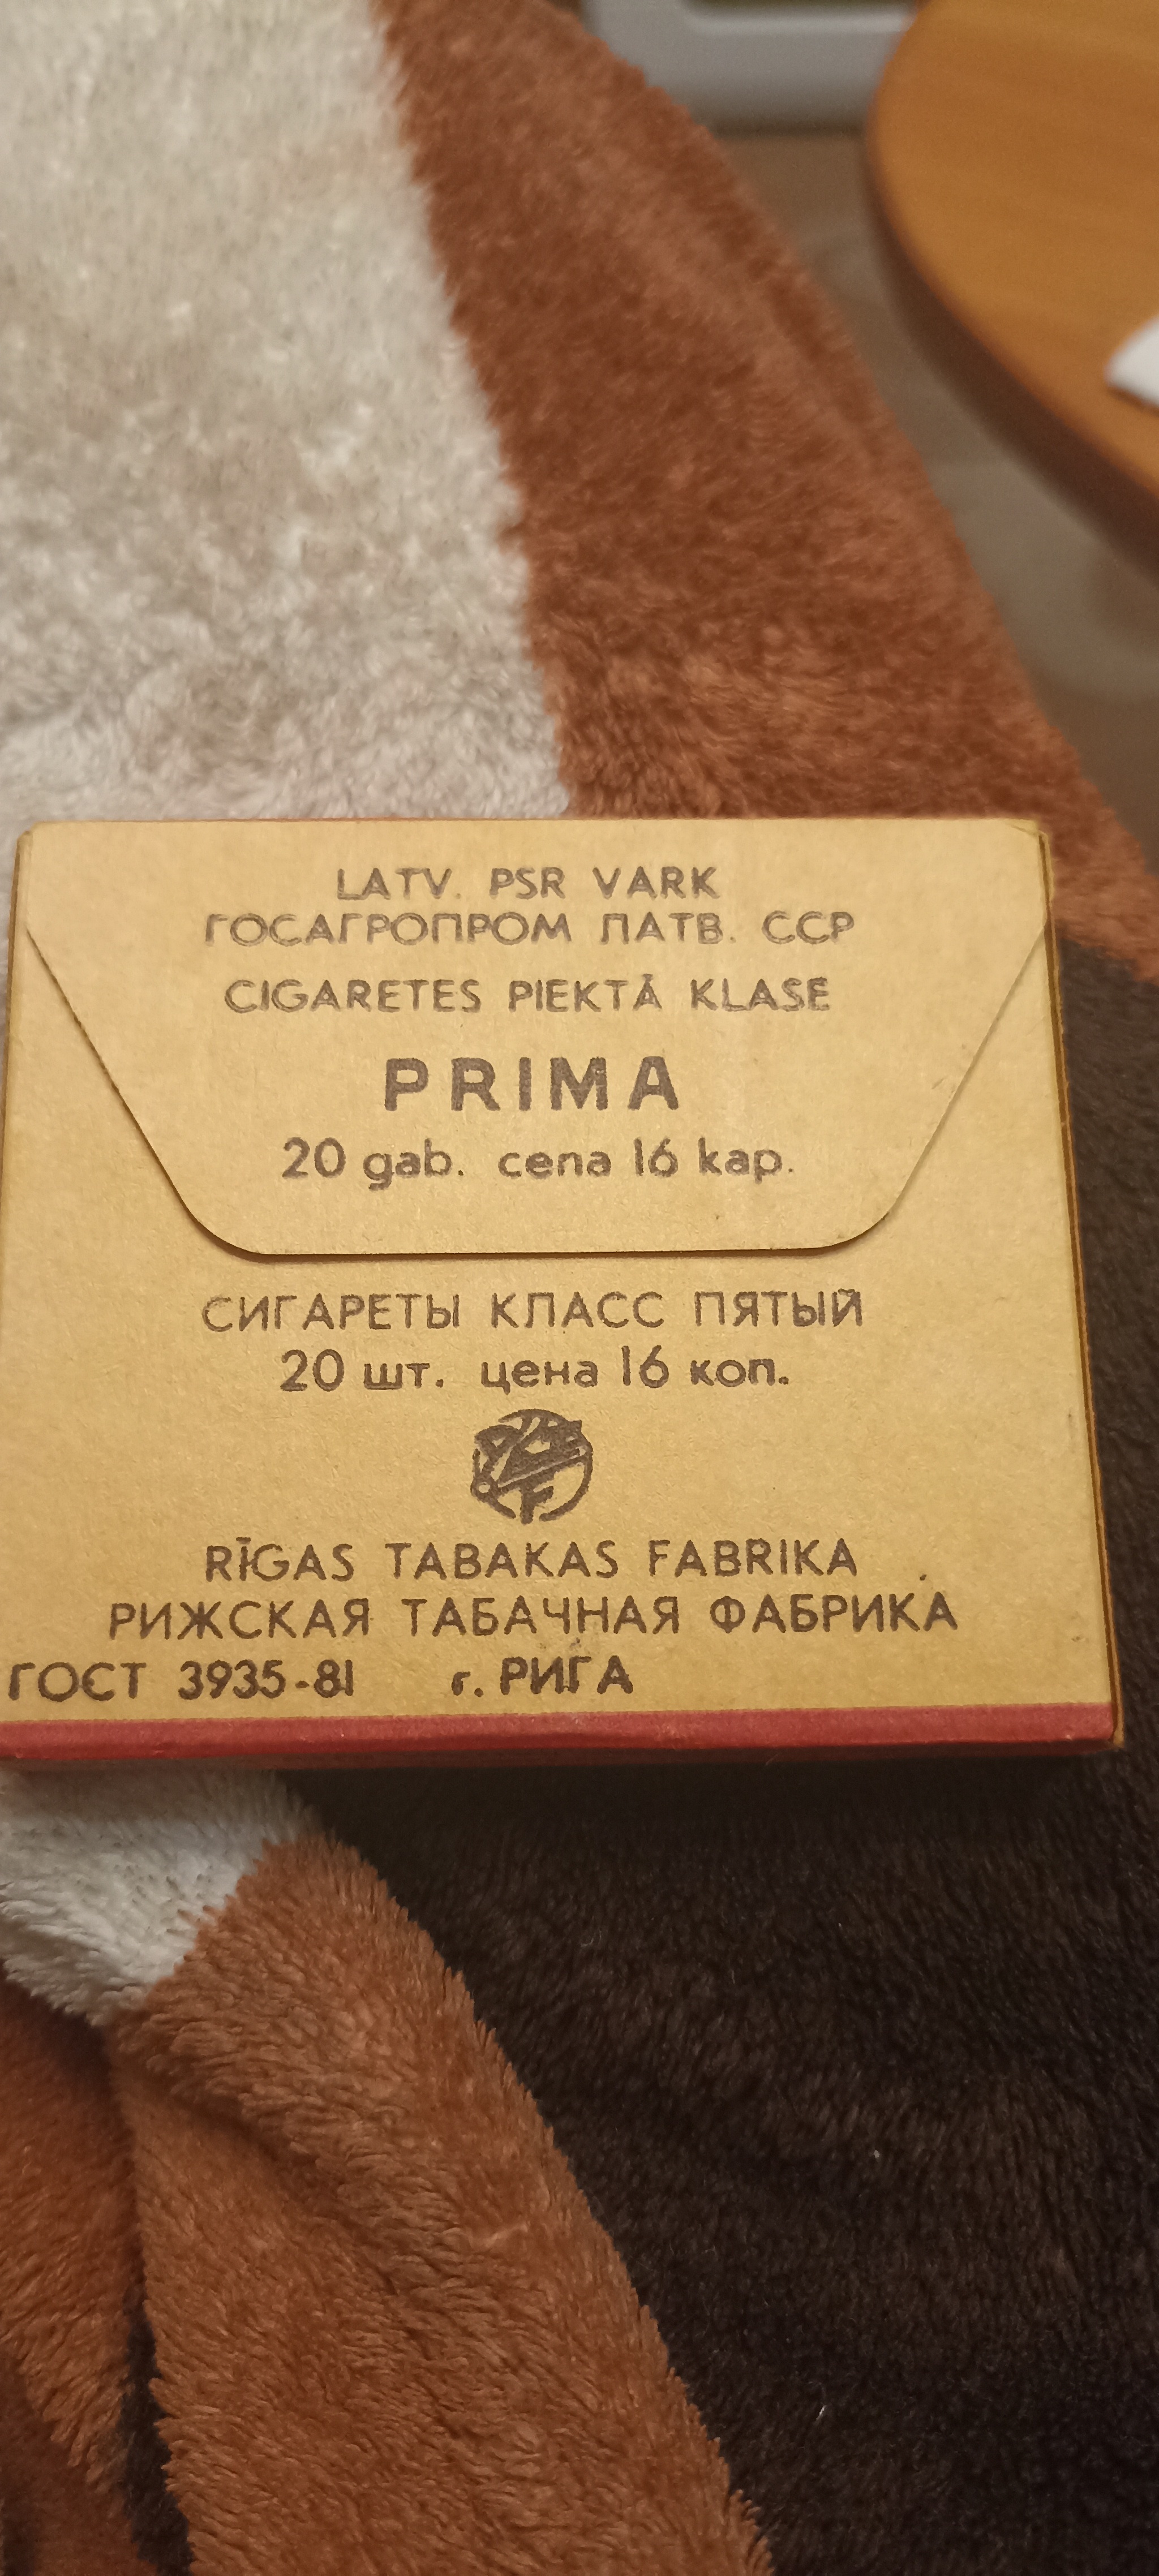 LATV. PSR VARK
ГОСАГРОПРОМ ЛАТВ. ССР
CIGARETES PIEKTĀ KLASE
PRIMA
20 gab. cena 16 kap.
СИГАРЕТЫ КЛАСС ПЯТЫЙ
20 шт. цена 16 коп.
RĪGAS TABAKAS FABRIKA
РИЖСКАЯ ТАБАЧНАЯ ФАБРИКА
ГОСТ 3935-81 г. РИГА